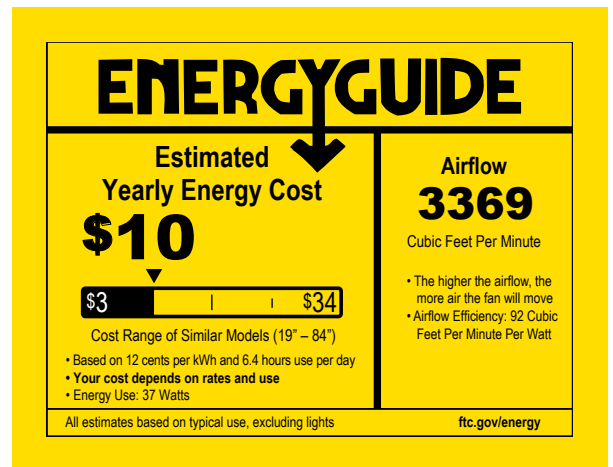 ENERGYGUIDE
Estimated
Yearly Energy Cost
$10
$3
$34
Cost Range of Similar Models (19” – 84”)
• Based on 12 cents per kWh and 6.4 hours use per day
• Your cost depends on rates and use
• Energy Use: 37 Watts
Airflow
3369
Cubic Feet Per Minute
• The higher the airflow, the
more air the fan will move
• Airflow Efficiency: 92 Cubic
Feet Per Minute Per Watt
All estimates based on typical use, excluding lights
ftc.gov/energy